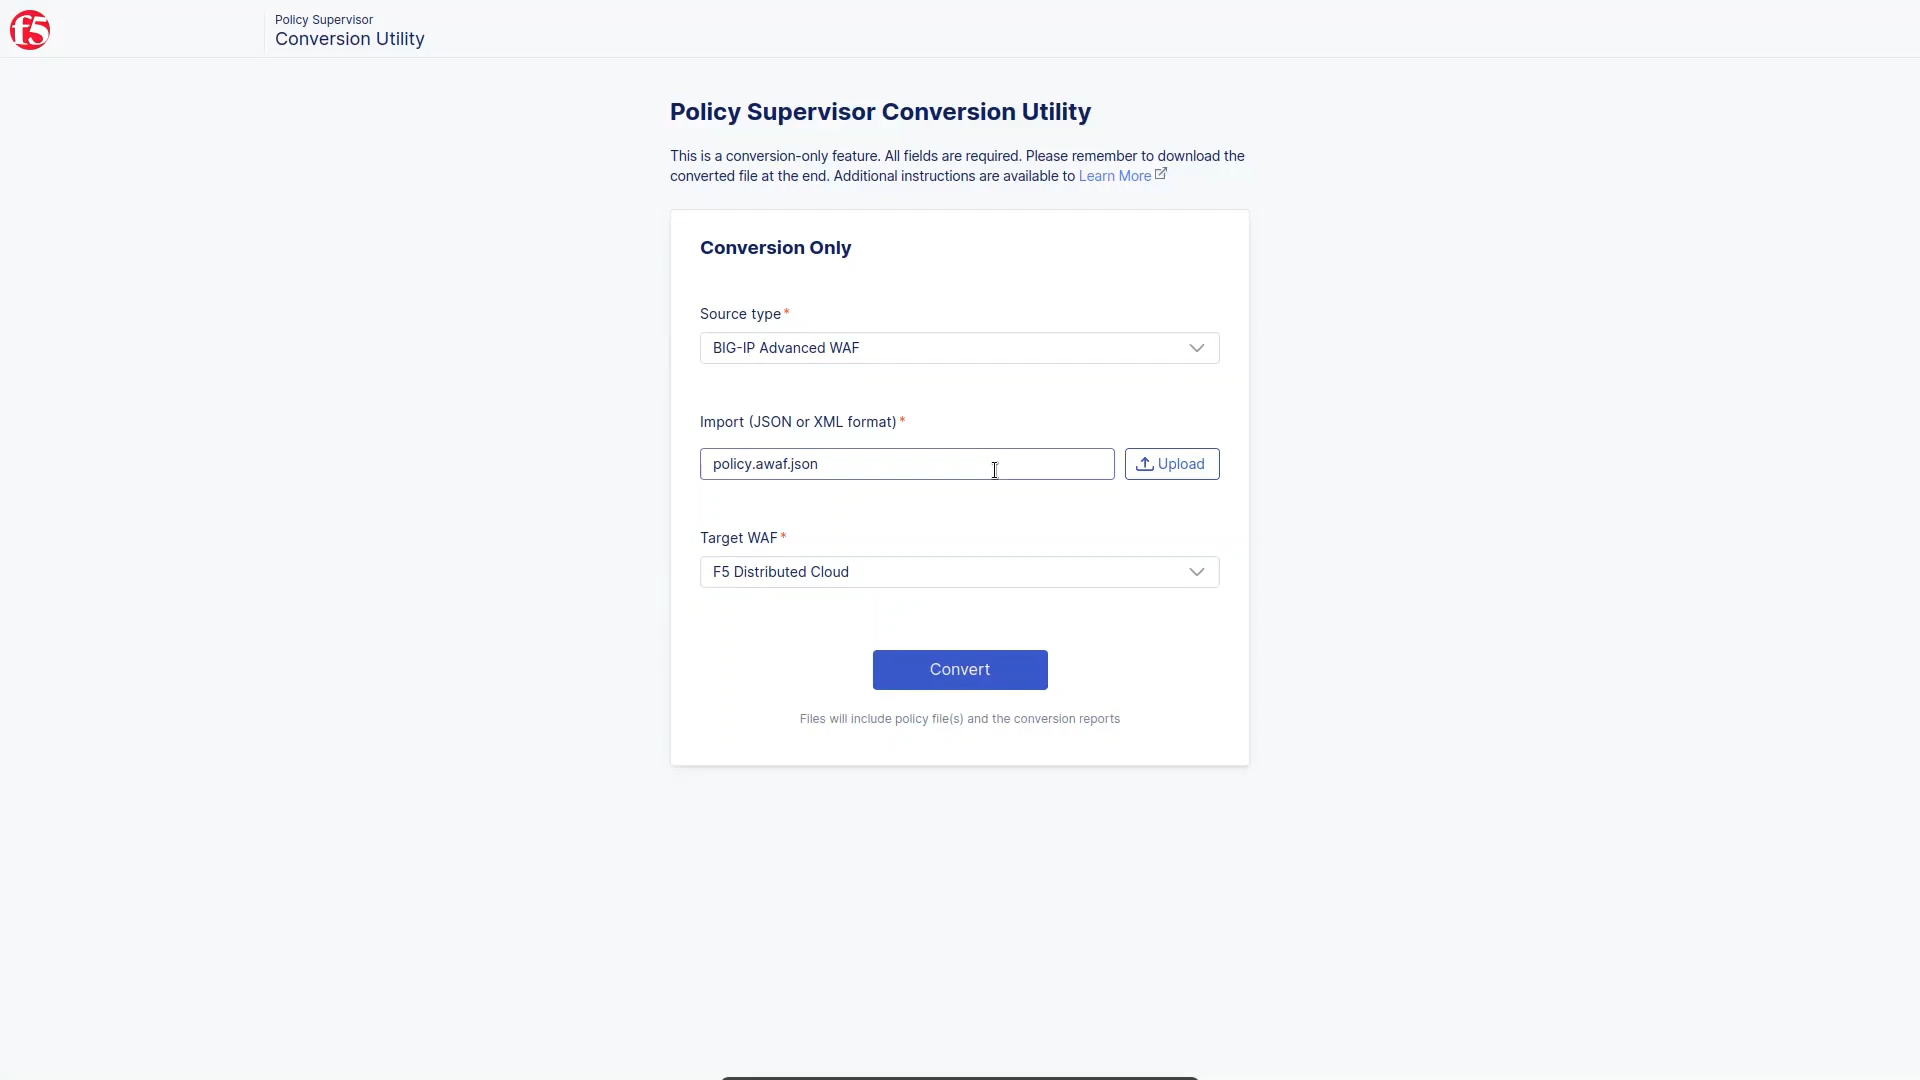 f5
Policy Supervisor
Conversion Utility
Policy Supervisor Conversion Utility
This is a conversion-only feature. All fields are required. Please remember to download the
converted file at the end. Additional instructions are available to Learn More
Conversion Only
Source type*
BIG-IP Advanced WAF
Import (JSON or XML format)*
policy.awaf.json
Upload
Target WAF*
F5 Distributed Cloud
Convert
Files will include policy file(s) and the conversion reports